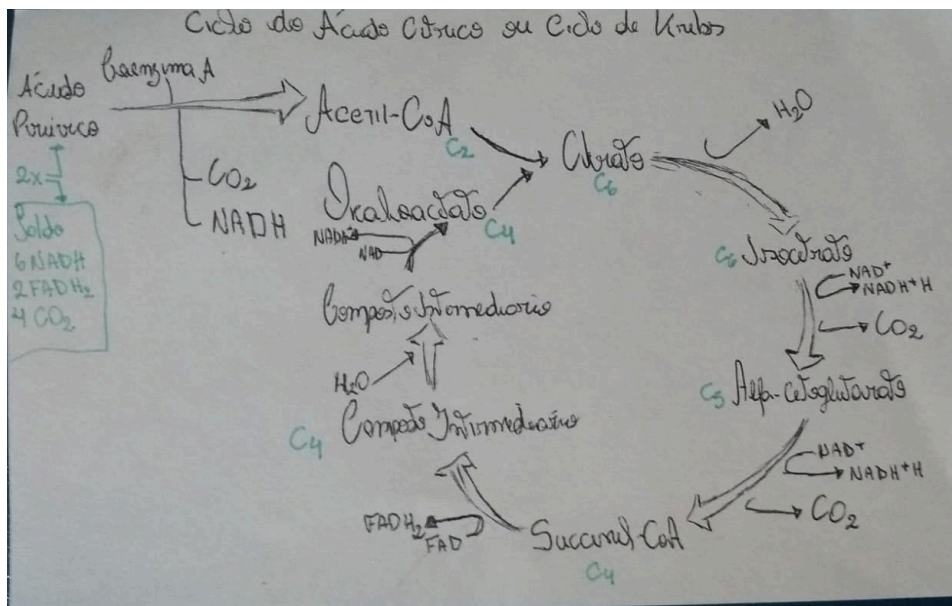 Ciclo do Ácido Cítrico ou Ciclo de Krebs
Coenzima A
Ácido
Pirúvico
2x
Saldo
6 NADH
2 FADH₂
4 CO₂
CO₂
NADH
Acetil-CoA
C₂
Citrato
C₆
H₂O
Isocitrato
C₆
NAD⁺
NADH⁺H
CO₂
Alfa-cetoglutarato
C₅
NAD⁺
NADH⁺H
CO₂
Succinil-CoA
C₄
FADH₂
FAD
Composto Intermediário
C₄
H₂O
Composto Intermediário
NADH
NAD
Oxaloacetato
C₄